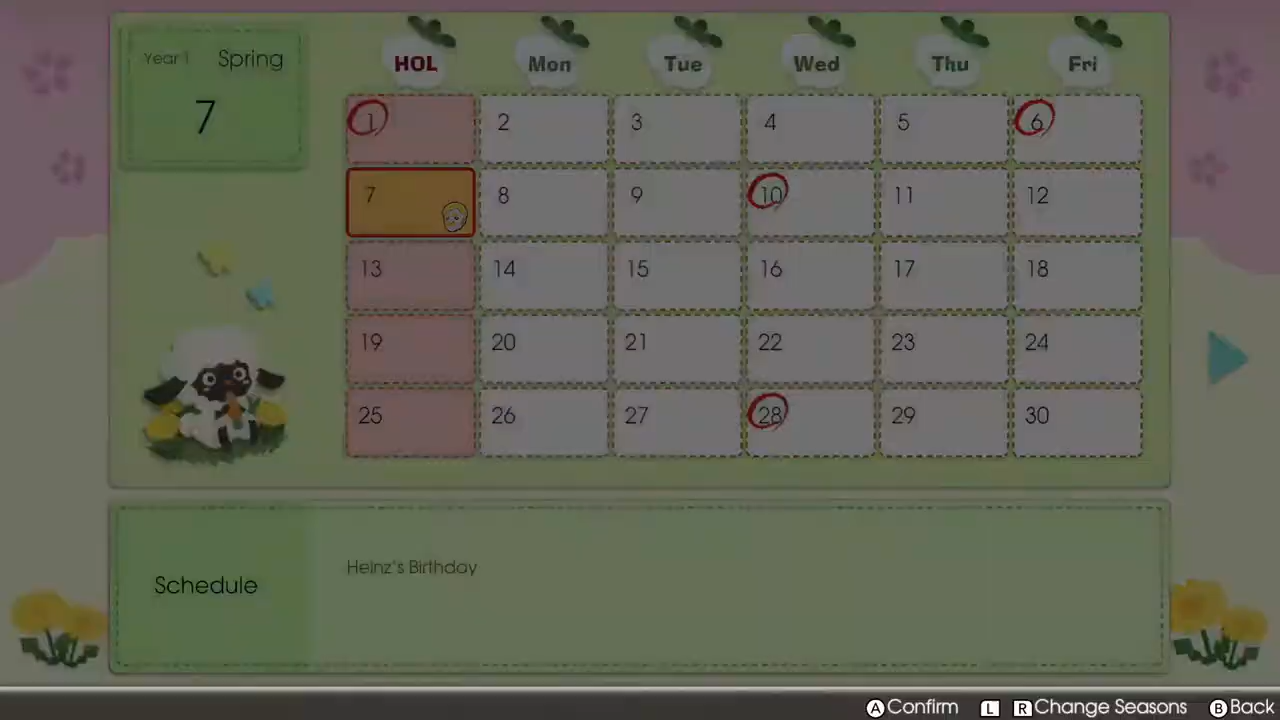 Year 1 Spring
7
HOL Mon Tue Wed Thu Fri
1 2 3 4 5 6
7 8 9 10 11 12
13 14 15 16 17 18
19 20 21 22 23 24
25 26 27 28 29 30
Schedule
Heinz's Birthday
A Confirm L R Change Seasons B Back